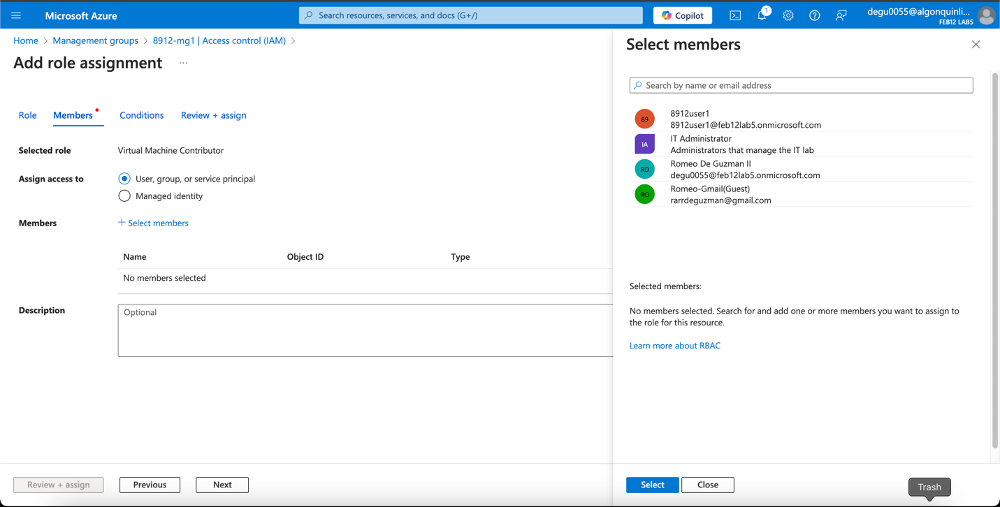 Microsoft Azure
Search resources, services, and docs (G+/)
Copilot
1
degu0055@algonquinli...
FEB12 LAB5
Home > Management groups > 8912-mg1 | Access control (IAM) >
Add role assignment ...
Role
Members
Conditions
Review + assign
Selected role
Virtual Machine Contributor
Assign access to
User, group, or service principal
Managed identity
Members
+ Select members
Name
Object ID
Type
No members selected
Description
Optional
Review + assign
Previous
Next
Select members
Search by name or email address
89
8912user1
8912user1@feb12lab5.onmicrosoft.com
IA
IT Administrator
Administrators that manage the IT lab
RD
Romeo De Guzman II
degu0055@feb12lab5.onmicrosoft.com
RO
Romeo-Gmail(Guest)
rarrdeguzman@gmail.com
Selected members:
No members selected. Search for and add one or more members you want to assign to
the role for this resource.
Learn more about RBAC
Select
Close
Trash